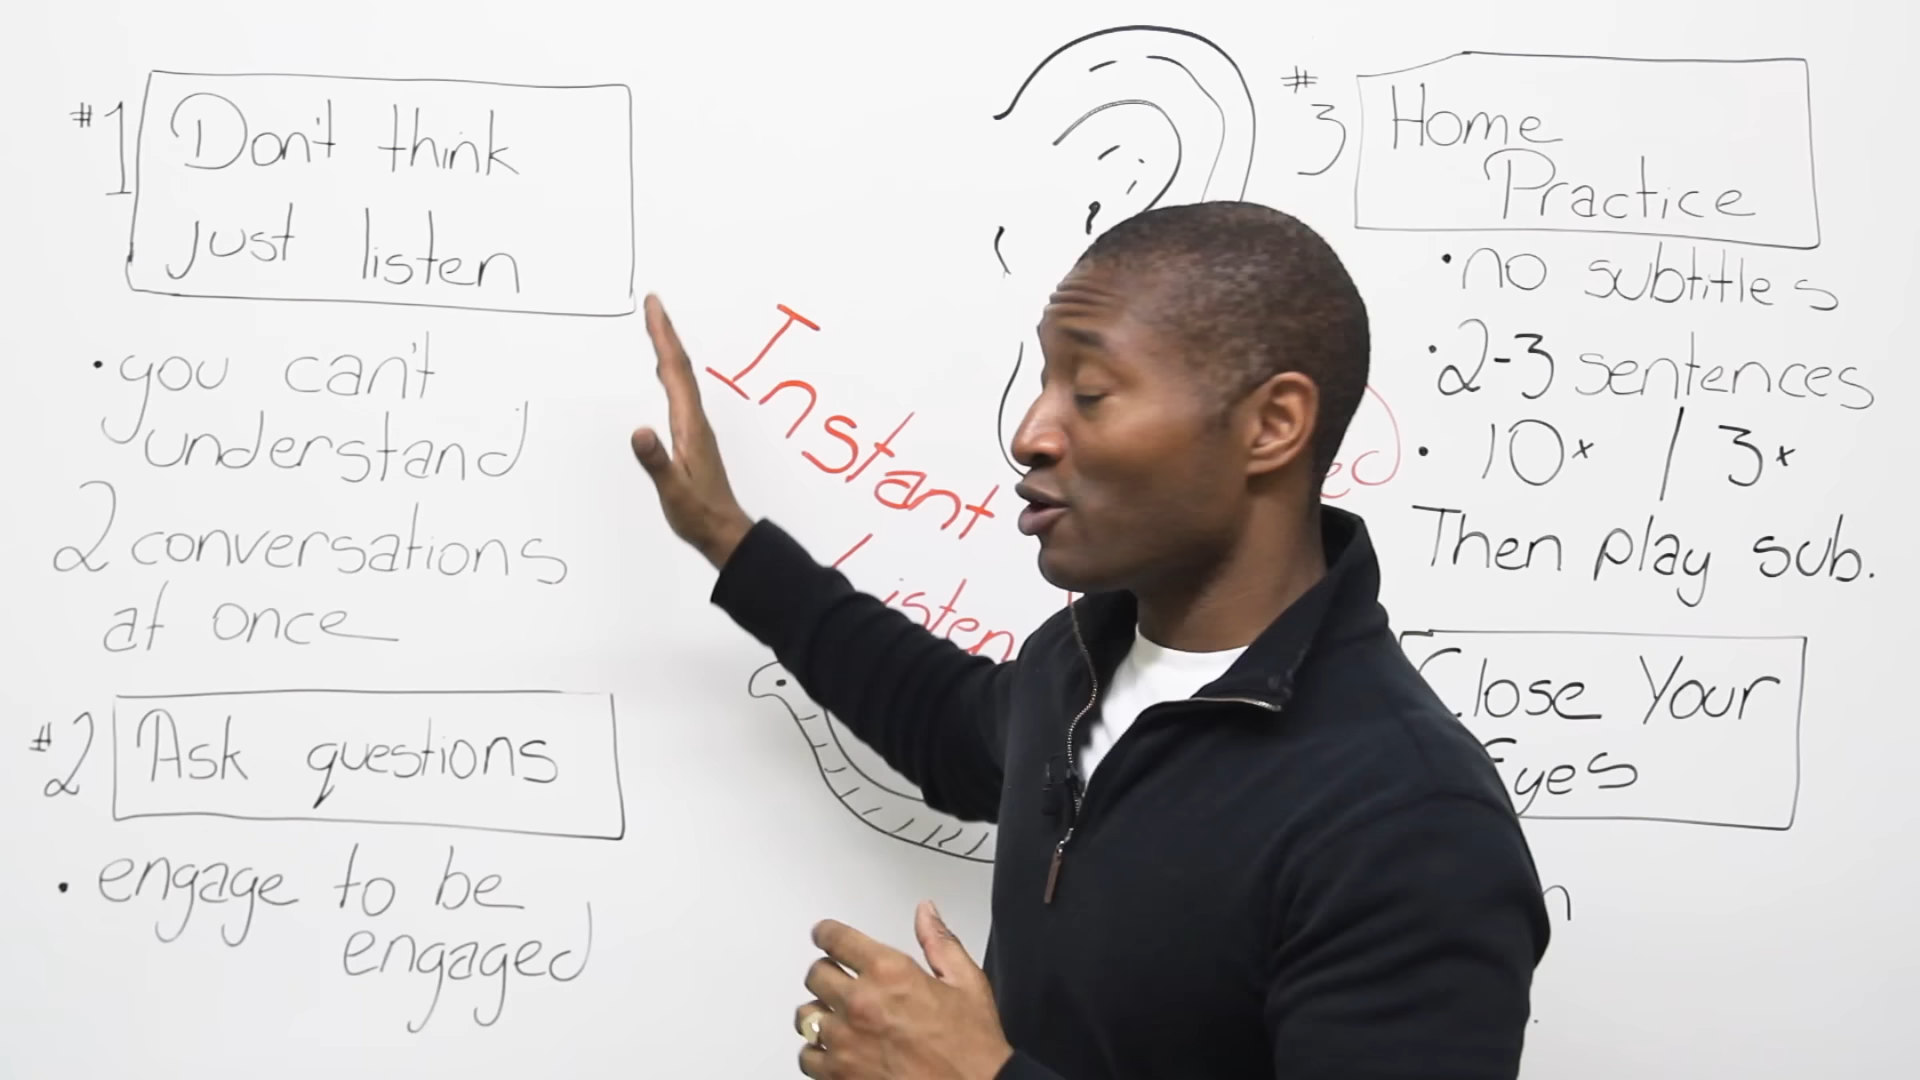 #1 Don't think
just listen
• you can't
understand
2 conversations
at once
#2 Ask questions
• engage to be
engaged
Instant
Listen
#3 Home
Practice
• no subtitles
• 2-3 sentences
• 10x / 3x
Then play sub.
Close Your
Eyes